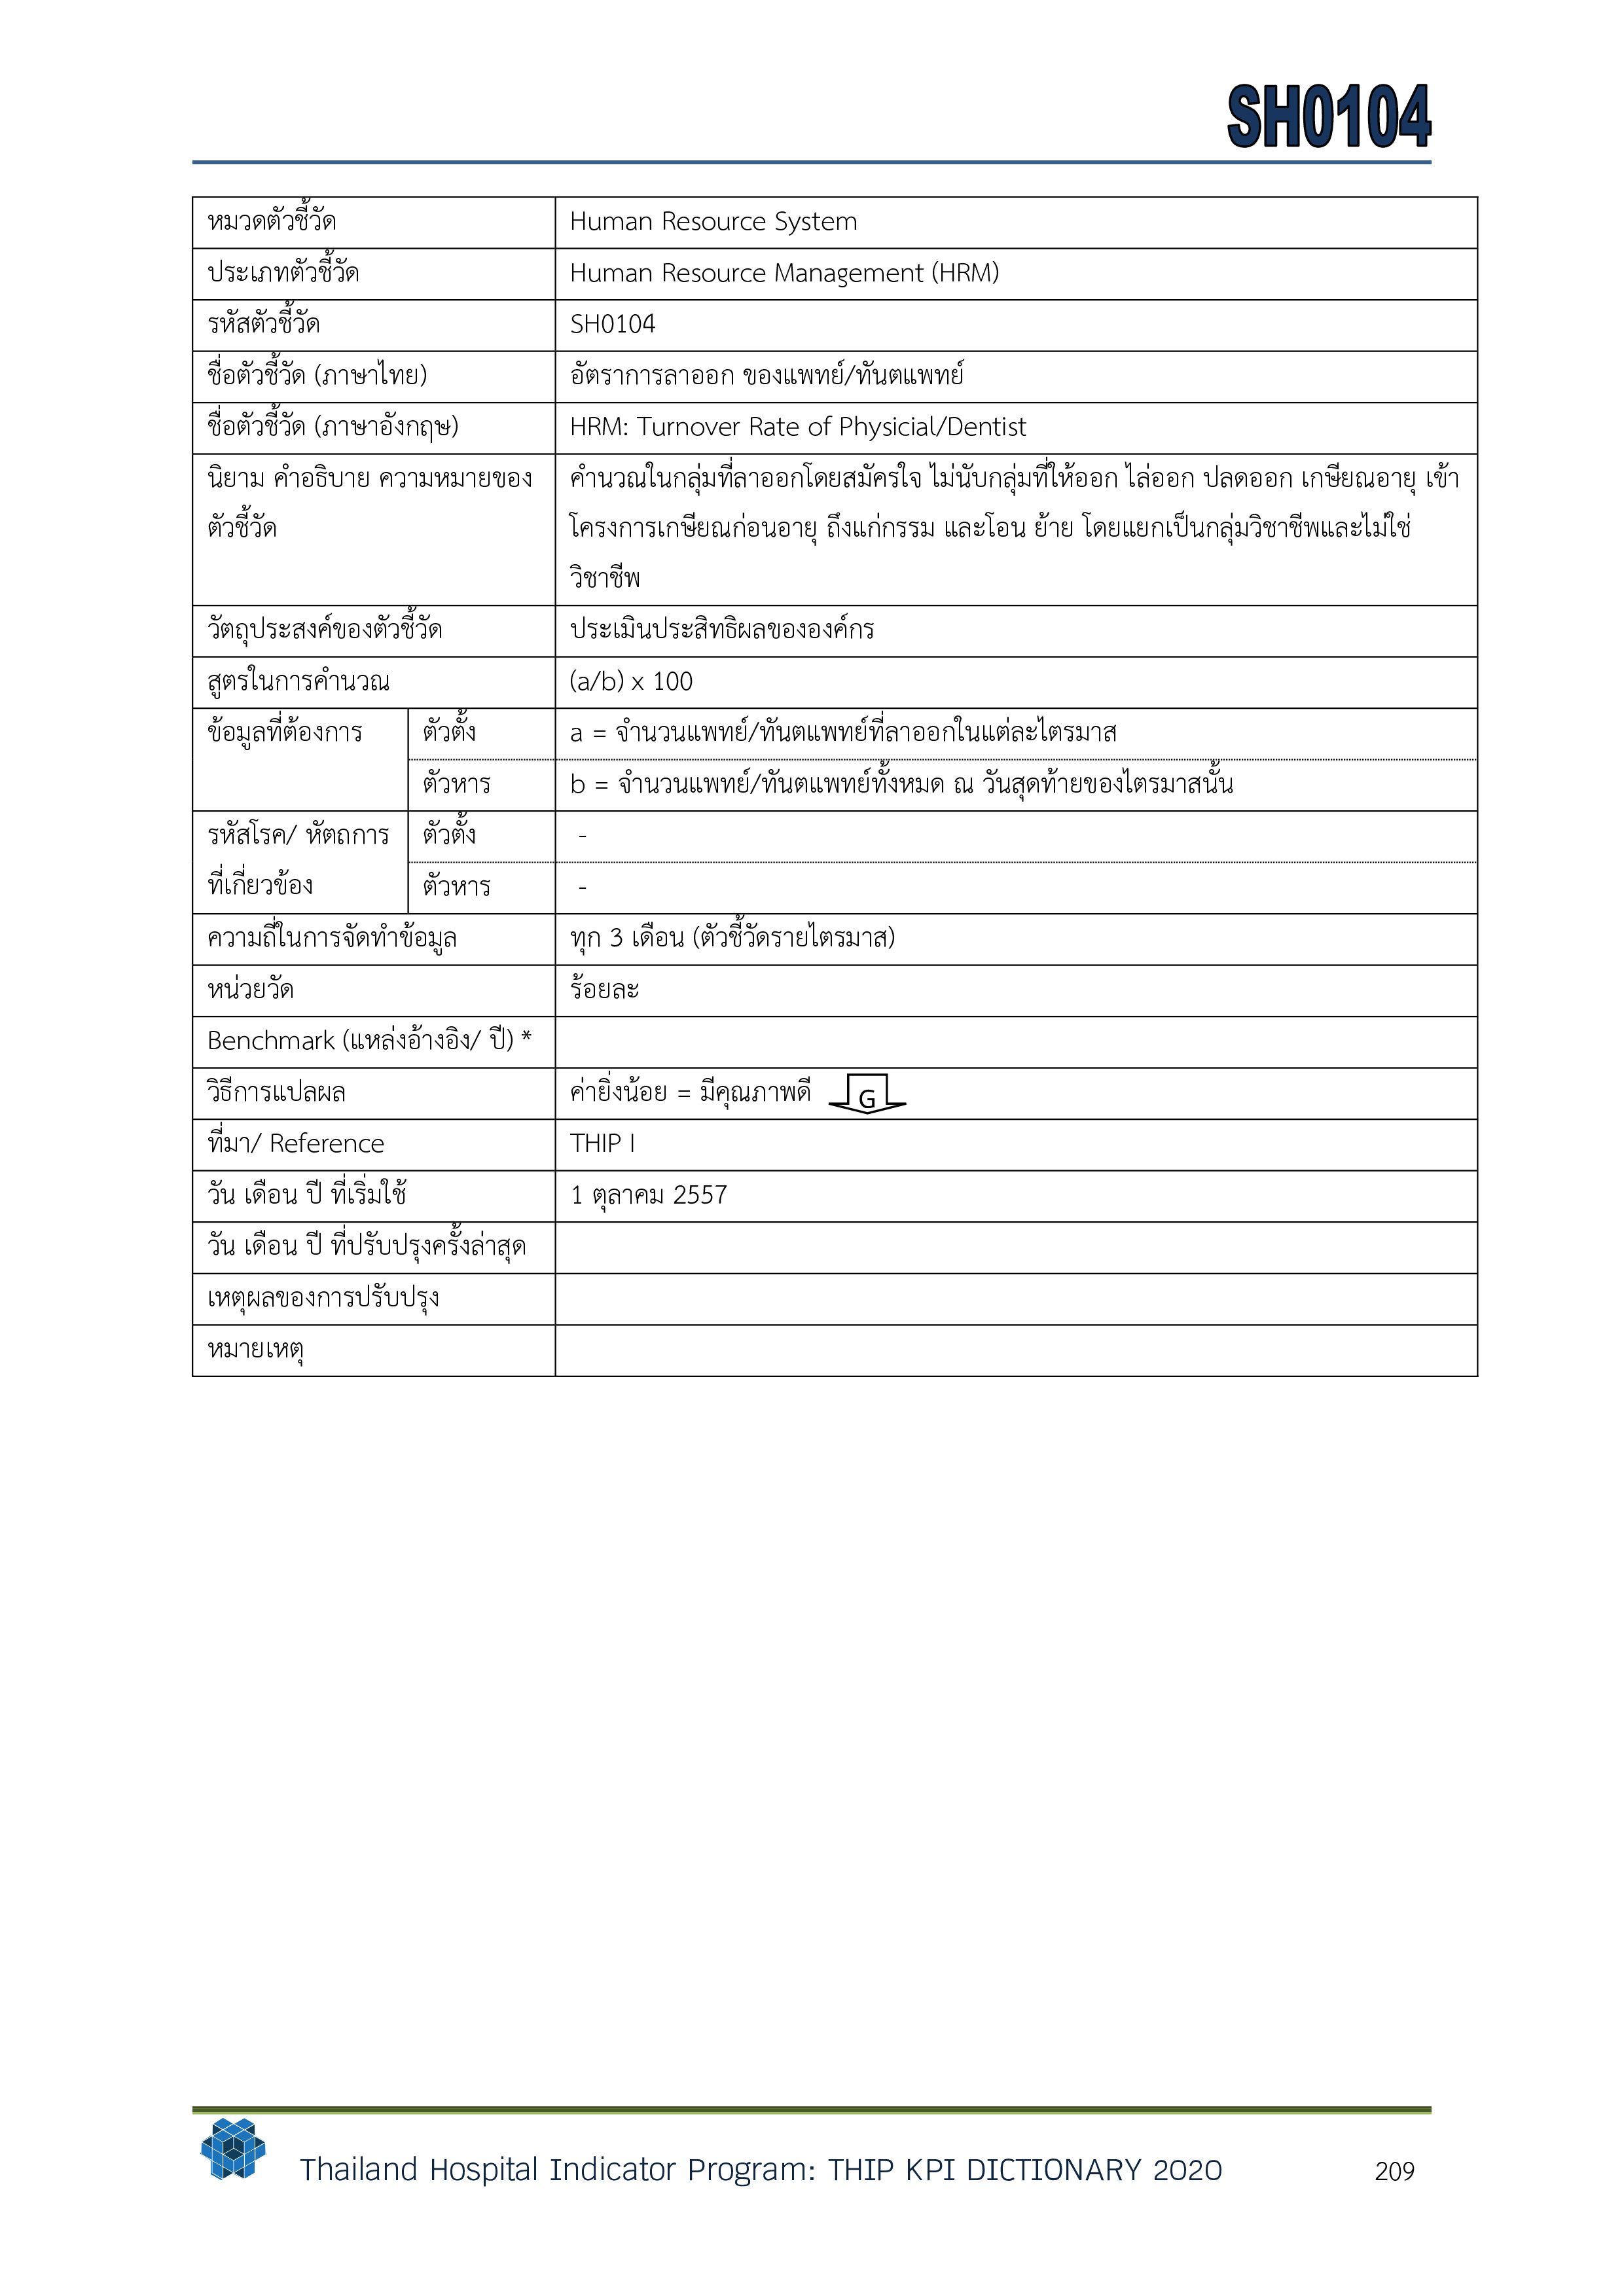 SH0104
หมวดตัวชี้วัด Human Resource System
ประเภทตัวชี้วัด Human Resource Management (HRM)
รหัสตัวชี้วัด SH0104
ชื่อตัวชี้วัด (ภาษาไทย) อัตราการลาออก ของแพทย์/ทันตแพทย์
ชื่อตัวชี้วัด (ภาษาอังกฤษ) HRM: Turnover Rate of Physicial/Dentist
นิยาม คำอธิบาย ความหมายของ
ตัวชี้วัด
คำนวณในกลุ่มที่ลาออกโดยสมัครใจ ไม่นับกลุ่มที่ให้ออก ไล่ออก ปลดออก เกษียณอายุ เข้า
โครงการเกษียณก่อนอายุ ถึงแก่กรรม และโอน ย้าย โดยแยกเป็นกลุ่มวิชาชีพและไม่ใช่
วิชาชีพ
วัตถุประสงค์ของตัวชี้วัด ประเมินประสิทธิผลขององค์กร
สูตรในการคำนวณ (a/b) x 100
ข้อมูลที่ต้องการ ตัวตั้ง a = จำนวนแพทย์/ทันตแพทย์ที่ลาออกในแต่ละไตรมาส
ตัวหาร b = จำนวนแพทย์/ทันตแพทย์ทั้งหมด ณ วันสุดท้ายของไตรมาสนั้น
รหัสโรค/ หัตถการ ตัวตั้ง -
ที่เกี่ยวข้อง ตัวหาร -
ความถี่ในการจัดทำข้อมูล ทุก 3 เดือน (ตัวชี้วัดรายไตรมาส)
หน่วยวัด ร้อยละ
Benchmark (แหล่งอ้างอิง/ ปี) *
วิธีการแปลผล ค่ายิ่งน้อย = มีคุณภาพดี G
ที่มา/ Reference THIP I
วัน เดือน ปี ที่เริ่มใช้ 1 ตุลาคม 2557
วัน เดือน ปี ที่ปรับปรุงครั้งล่าสุด
เหตุผลของการปรับปรุง
หมายเหตุ
Thailand Hospital Indicator Program: THIP KPI DICTIONARY 2020 209